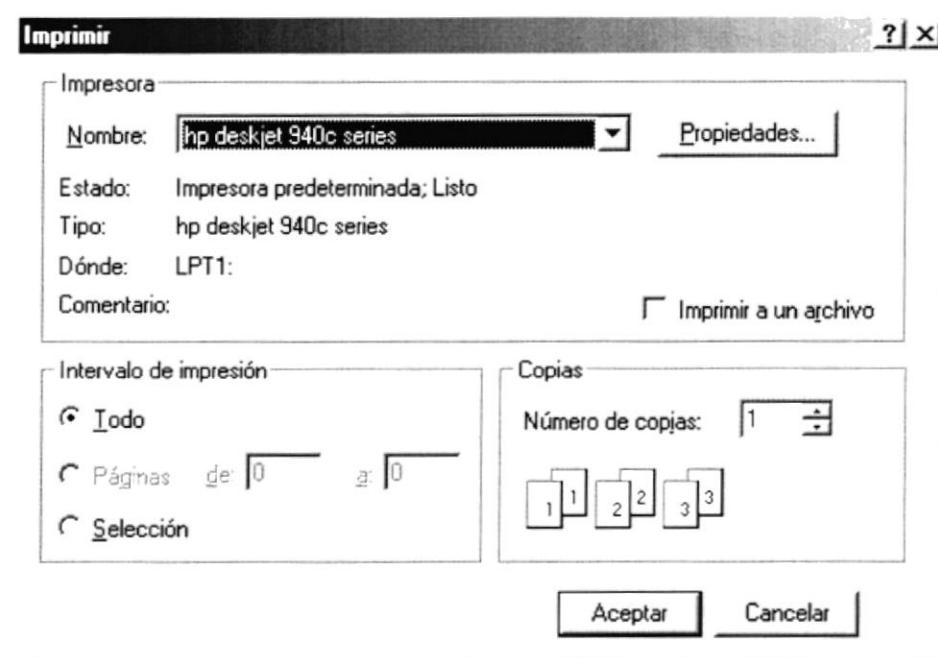 Imprimir
? ×
Impresora
Nombre: hp deskjet 940c series Propiedades...
Estado: Impresora predeterminada; Listo
Tipo: hp deskjet 940c series
Dónde: LPT1:
Comentario: Imprimir a un archivo
Intervalo de impresión
Todo
Páginas de: 0 a: 0
Selección
Copias
Número de copias: 1
1 1 2 2 3 3
Aceptar Cancelar